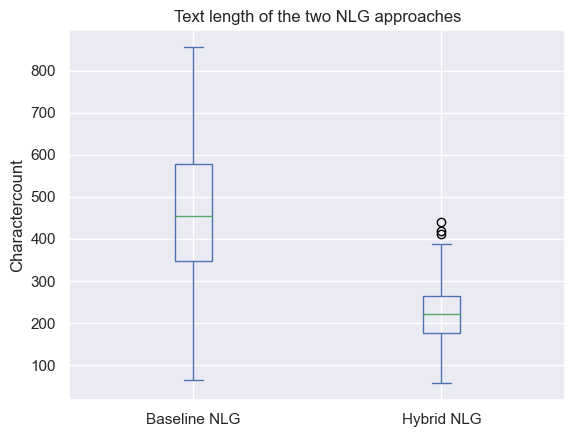 Text length of the two NLG approaches
Charactercount
800
700
600
500
400
300
200
100
Baseline NLG
Hybrid NLG